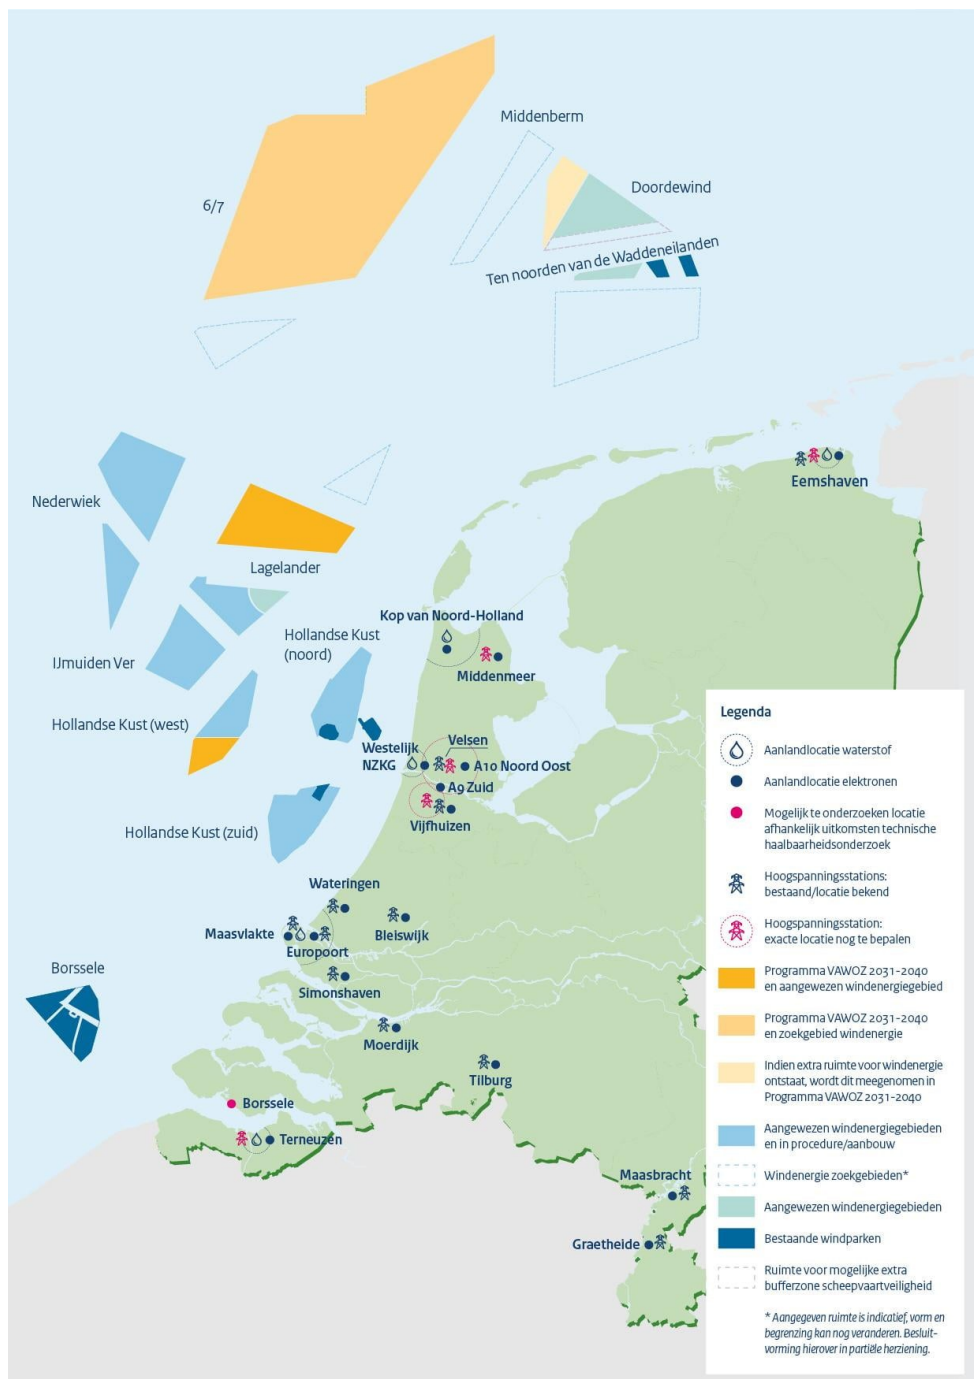 Middenberm
Doordewind
6/7
Ten noorden van de Waddeneilanden
Nederwiek
Eemshaven
Lagelander
Kop van Noord-Holland
Hollandse Kust
(noord)
IJmuiden Ver
Middenmeer
Hollandse Kust (west)
Velsen
Westelijk
NZKG
A10 Noord Oost
A9 Zuid
Hollandse Kust (zuid)
Vijfhuizen
Wateringen
Maasvlakte
Bleiswijk
Europoort
Borssele
Simonshaven
Moerdijk
Tilburg
Borssele
Terneuzen
Maasbracht
Graetheide
Legenda
Aanlandlocatie waterstof
Aanlandlocatie elektronen
Mogelijk te onderzoeken locatie
afhankelijk uitkomsten technische
haalbaarheidsonderzoek
Hoogspanningsstations:
bestaand/locatie bekend
Hoogspanningsstation:
exacte locatie nog te bepalen
Programma VAWOZ 2031-2040
en aangewezen windenergiegebied
Programma VAWOZ 2031-2040
en zoekgebied windenergie
Indien extra ruimte voor windenergie
ontstaat, wordt dit meegenomen in
Programma VAWOZ 2031-2040
Aangewezen windenergiegebieden
en in procedure/aanbouw
Windenergie zoekgebieden*
Aangewezen windenergiegebieden
Bestaande windparken
Ruimte voor mogelijke extra
bufferzone scheepvaartveiligheid
* Aangegeven ruimte is indicatief, vorm en
begrenzing kan nog veranderen. Besluit-
vorming hierover in partiële herziening.